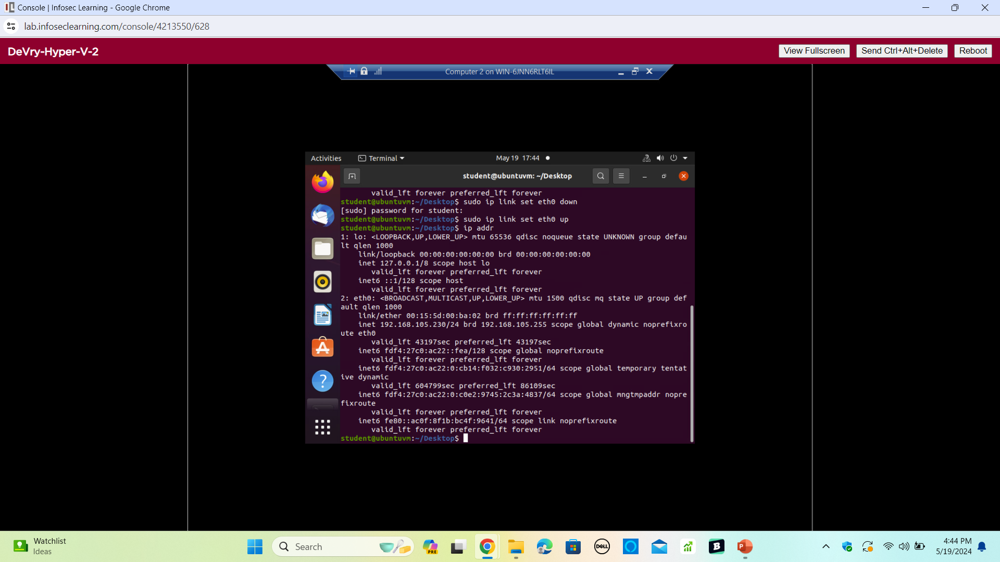 Console | Infosec Learning - Google Chrome
lab.infoseclearning.com/console/4213550/628
DeVry-Hyper-V-2
View Fullscreen
Send Ctrl+Alt+Delete
Reboot
Computer 2 on WIN-6JNN6RLT6IL
Activities
Terminal
May 19 17:44
student@ubuntuvm: ~/Desktop
valid_lft forever preferred_lft forever
student@ubuntuvm:~/Desktop$ sudo ip link set eth0 down
[sudo] password for student:
student@ubuntuvm:~/Desktop$ sudo ip link set eth0 up
student@ubuntuvm:~/Desktop$ ip addr
1: lo: <LOOPBACK,UP,LOWER_UP> mtu 65536 qdisc noqueue state UNKNOWN group defau
lt qlen 1000
link/loopback 00:00:00:00:00:00 brd 00:00:00:00:00:00
inet 127.0.0.1/8 scope host lo
valid_lft forever preferred_lft forever
inet6 ::1/128 scope host
valid_lft forever preferred_lft forever
2: eth0: <BROADCAST,MULTICAST,UP,LOWER_UP> mtu 1500 qdisc mq state UP group def
ault qlen 1000
link/ether 00:15:5d:00:ba:02 brd ff:ff:ff:ff:ff:ff
inet 192.168.105.230/24 brd 192.168.105.255 scope global dynamic noprefixro
ute eth0
valid_lft 43197sec preferred_lft 43197sec
inet6 fdf4:27c0:ac22::fea/128 scope global noprefixroute
valid_lft forever preferred_lft forever
inet6 fdf4:27c0:ac22:0:cb14:f032:c930:2951/64 scope global temporary tentat
ive dynamic
valid_lft 604799sec preferred_lft 86109sec
inet6 fdf4:27c0:ac22:0:c0e2:9745:2c3a:4837/64 scope global mngtmpaddr nopre
fixroute
valid_lft forever preferred_lft forever
inet6 fe80::ac0f:8f1b:bc4f:9641/64 scope link noprefixroute
valid_lft forever preferred_lft forever
student@ubuntuvm:~/Desktop$
Watchlist
Ideas
Search
PRE
DELL
B
P
4:44 PM
5/19/2024